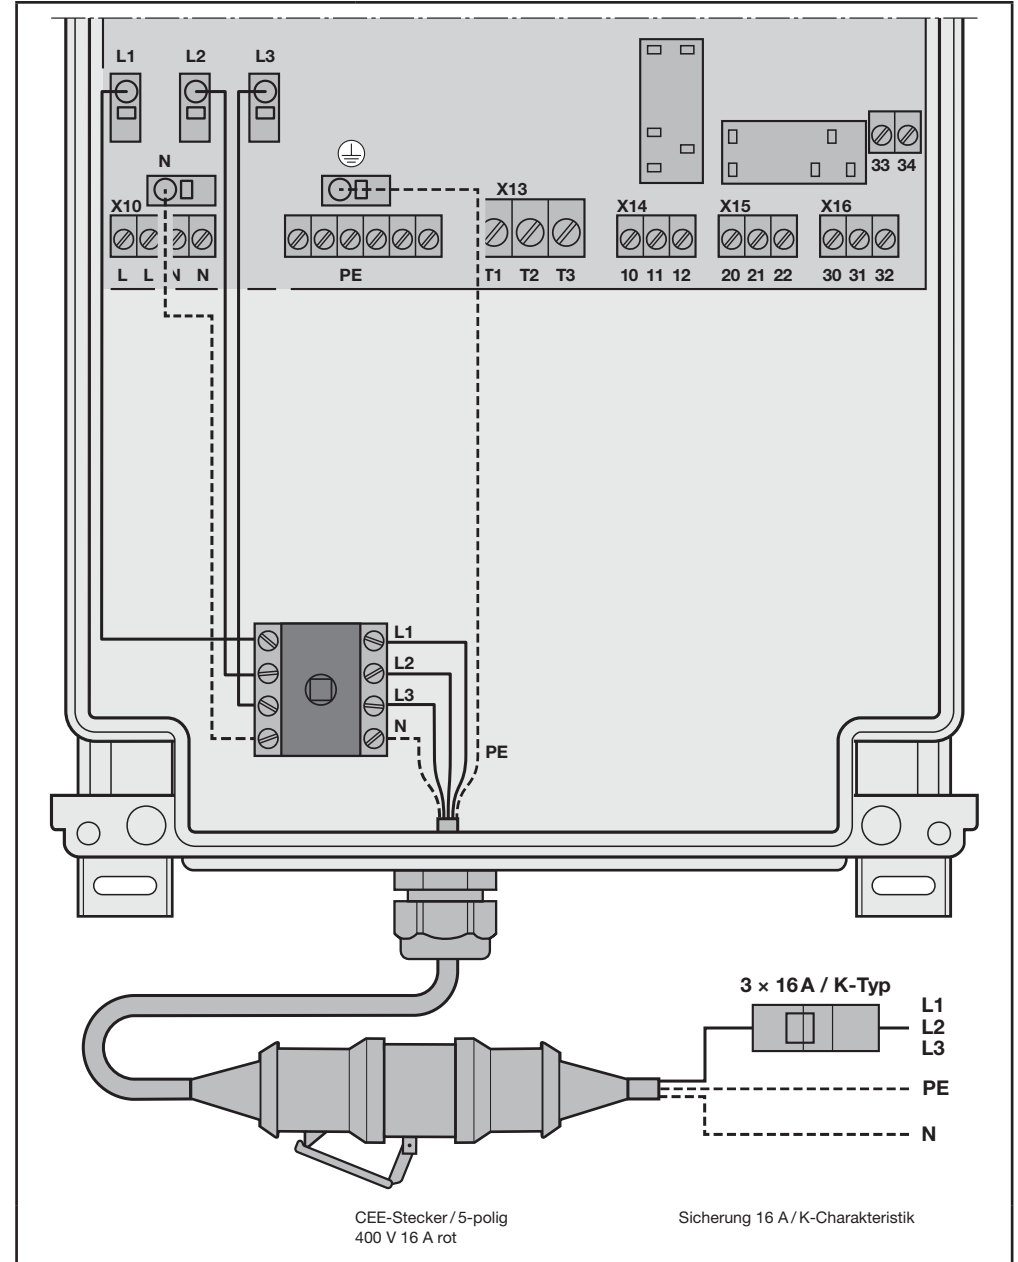 L1 L2 L3
N
33 34
X10 X13 X14 X15 X16
L L N N PE T1 T2 T3 10 11 12 20 21 22 30 31 32
L1
L2
L3
N
PE
3 × 16 A / K-Typ
L1
L2
L3
PE
N
CEE-Stecker / 5-polig
400 V 16 A rot
Sicherung 16 A / K-Charakteristik